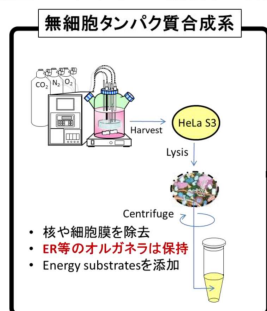 無細胞タンパク質合成系
CO₂ N₂ O₂
Harvest
HeLa S3
Lysis
Centrifuge
• 核や細胞膜を除去
• ER等のオルガネラは保持
• Energy substratesを添加